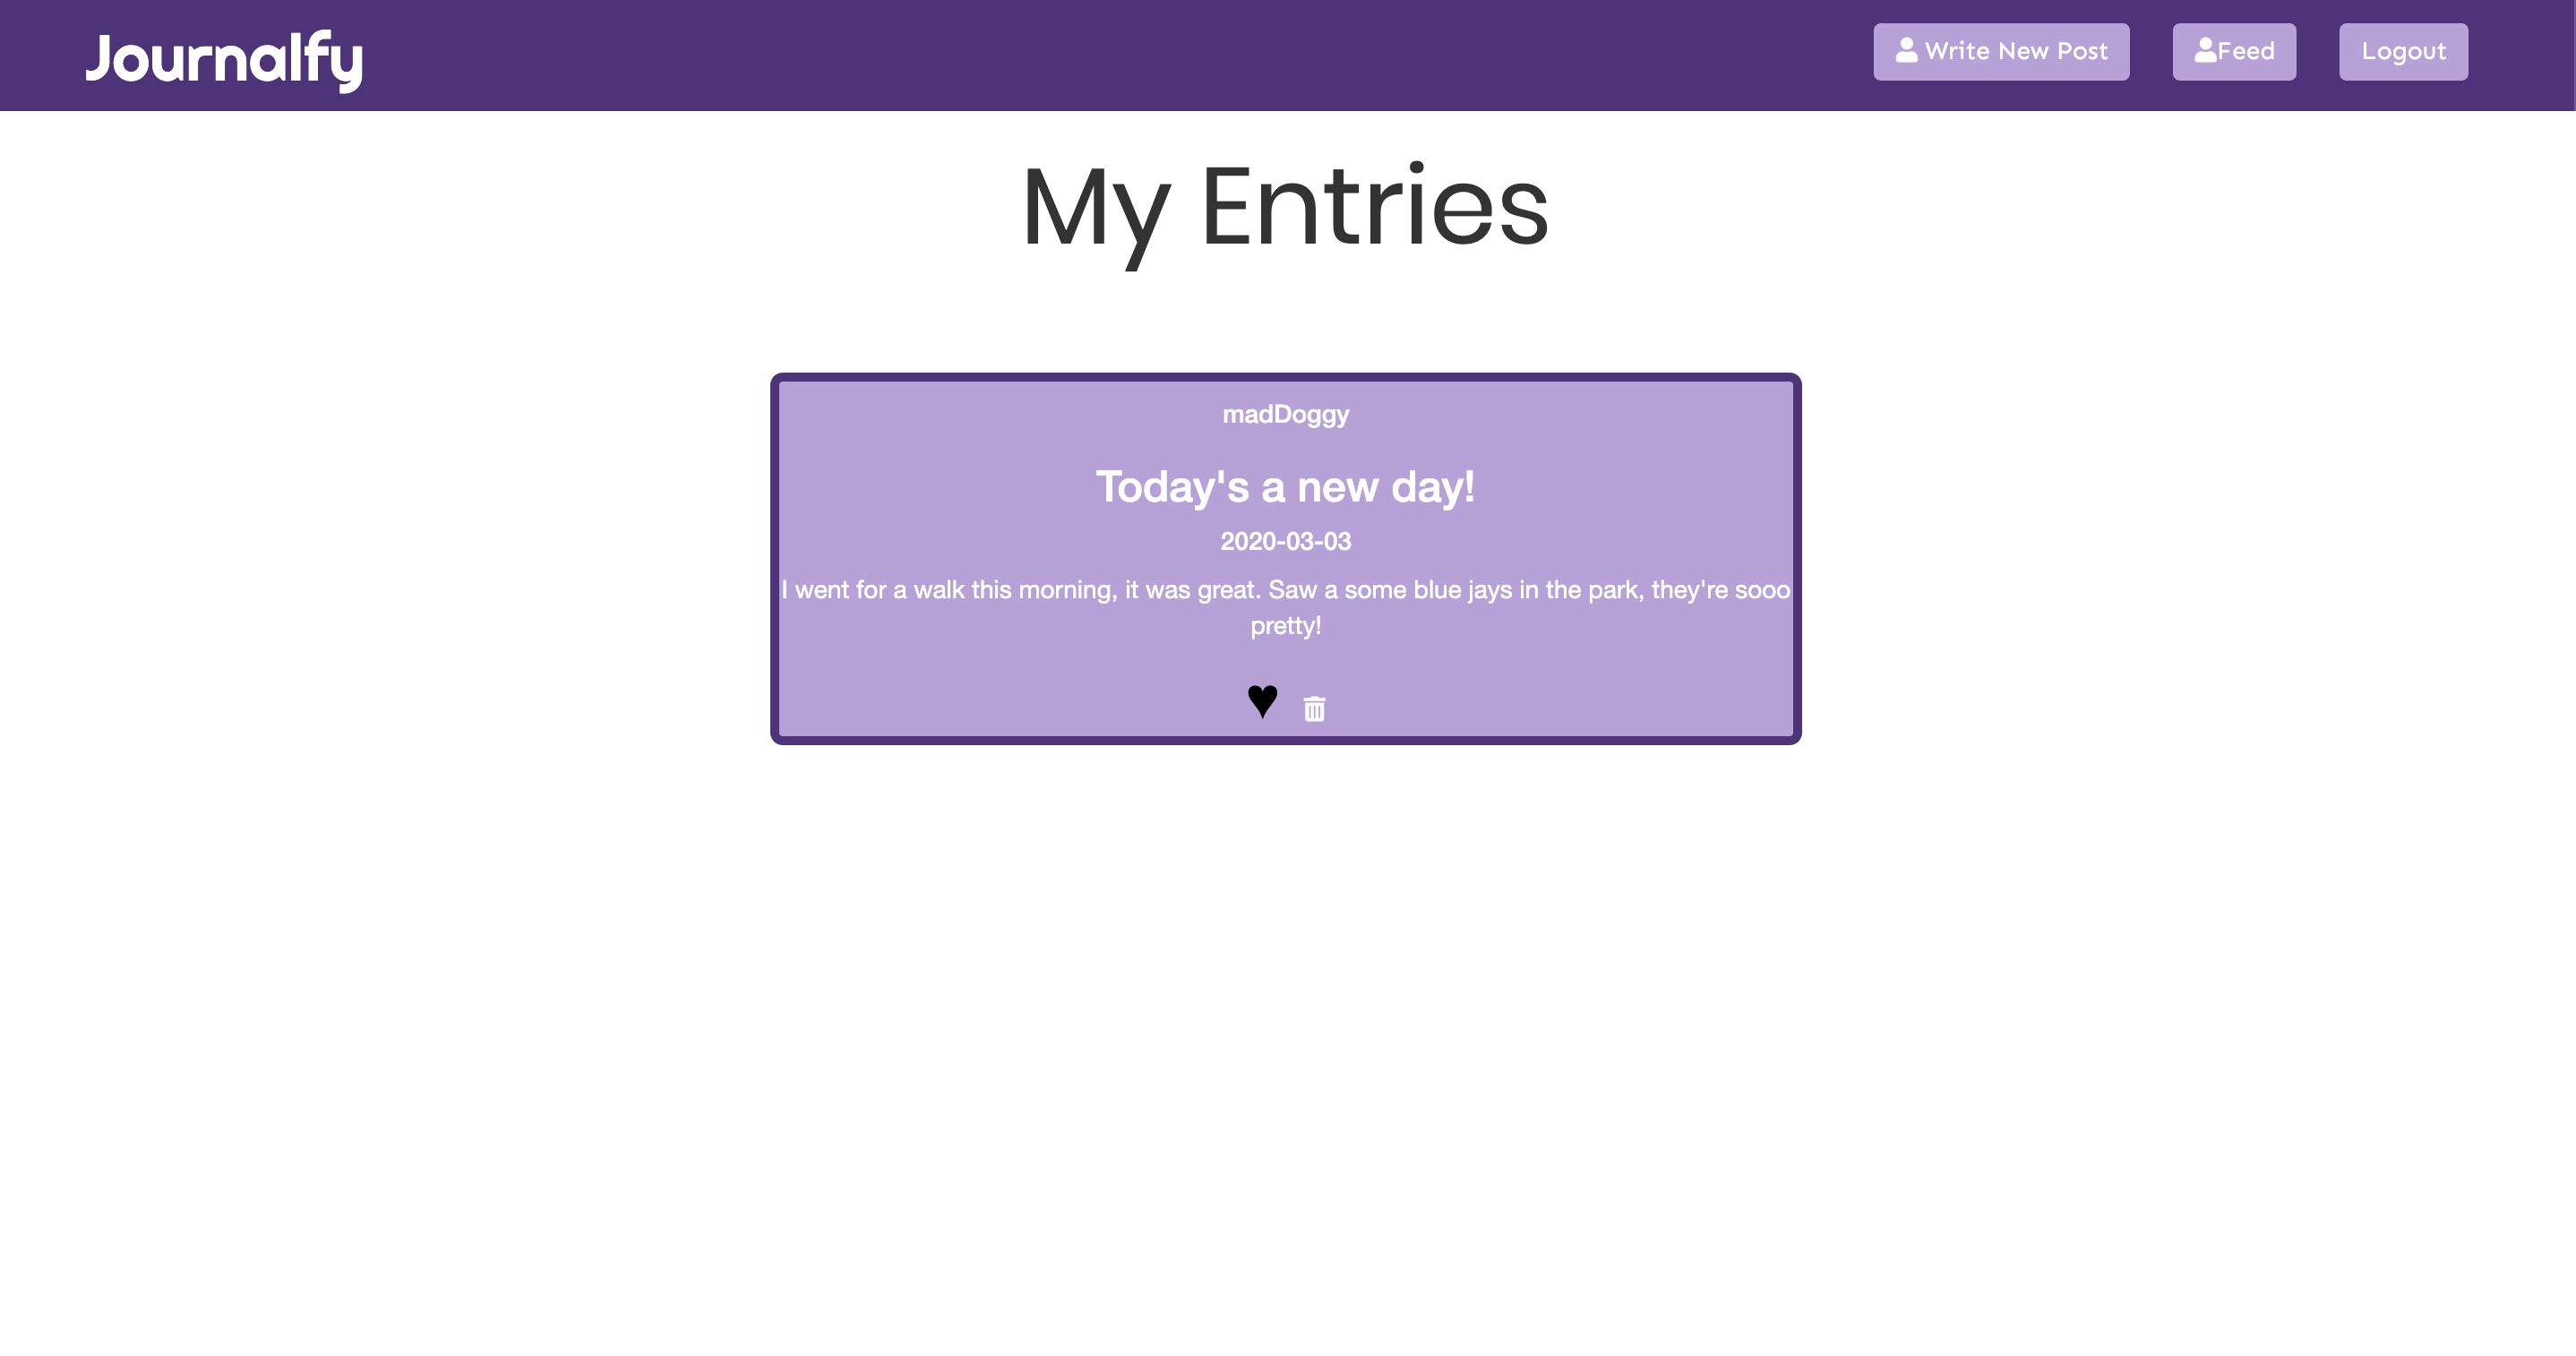 Journalfy
Write New Post
Feed
Logout
My Entries
madDoggy
Today's a new day!
2020-03-03
I went for a walk this morning, it was great. Saw a some blue jays in the park, they're sooo
pretty!